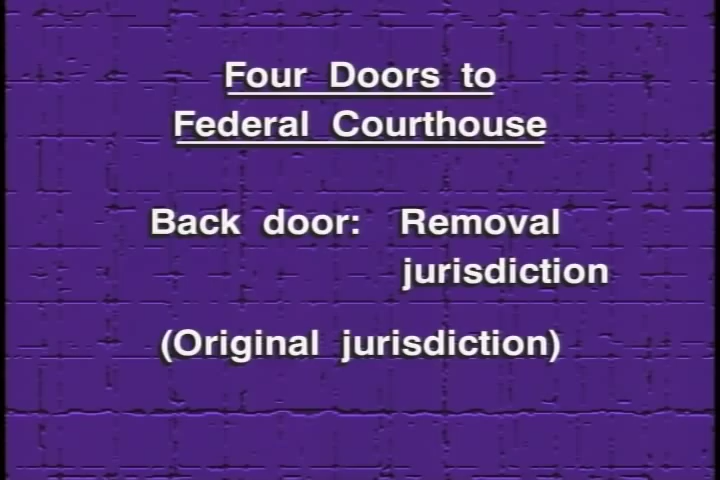 Four Doors to
Federal Courthouse
Back door: Removal
jurisdiction
(Original jurisdiction)